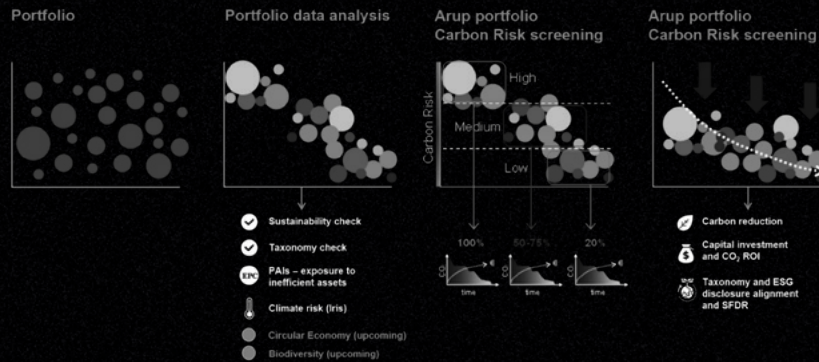 Portfolio
Portfolio data analysis
Sustainability check
Taxonomy check
EPC
PAIs – exposure to
inefficient assets
Climate risk (Iris)
Circular Economy (upcoming)
Biodiversity (upcoming)
Arup portfolio
Carbon Risk screening
Carbon Risk
High
Medium
Low
100%
50-75%
20%
CO₂
€
time
CO₂
€
time
CO₂
€
time
Arup portfolio
Carbon Risk screening
Carbon reduction
$
Capital investment
and CO₂ ROI
Taxonomy and ESG
disclosure alignment
and SFDR